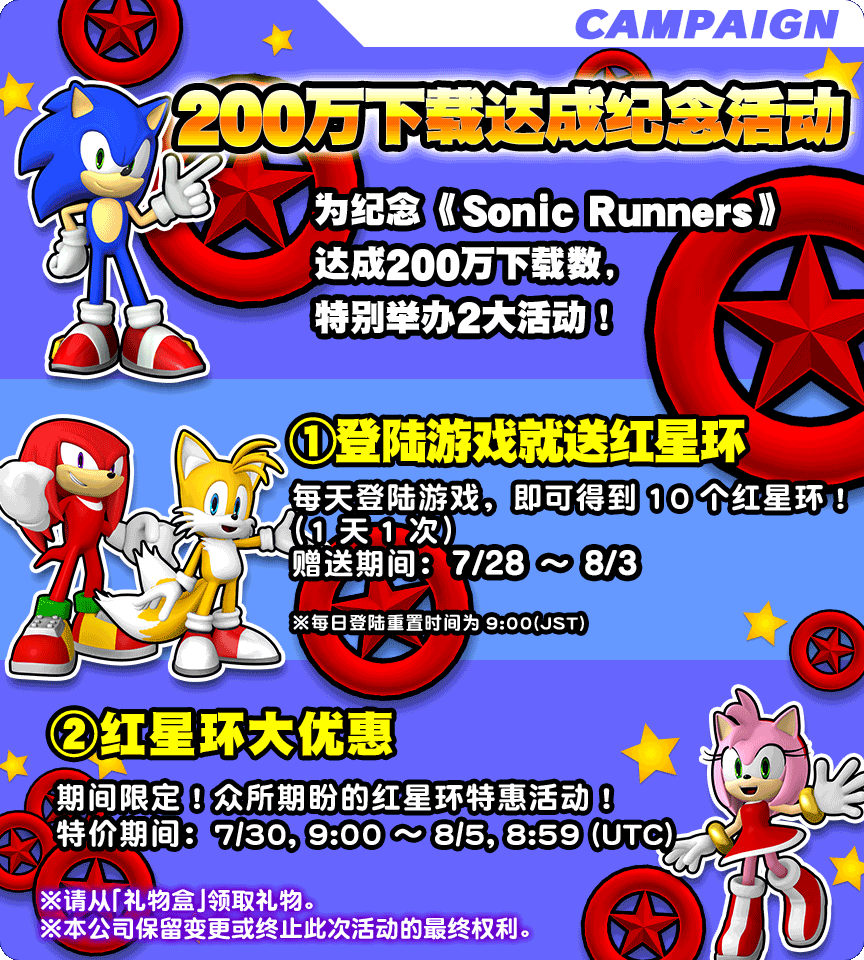 CAMPAIGN
200万下载达成纪念活动
为纪念《Sonic Runners》
达成200万下载数，
特别举办2大活动！
①登陆游戏就送红星环
每天登陆游戏，即可得到 10 个红星环！
（1 天 1 次）
赠送期间：7/28 ～ 8/3
※每日登陆重置时间为 9:00(JST)
②红星环大优惠
期间限定！众所期盼的红星环特惠活动！
特价期间：7/30, 9:00 ～ 8/5, 8:59 (UTC)
※请从「礼物盒」领取礼物。
※本公司保留变更或终止此次活动的最终权利。